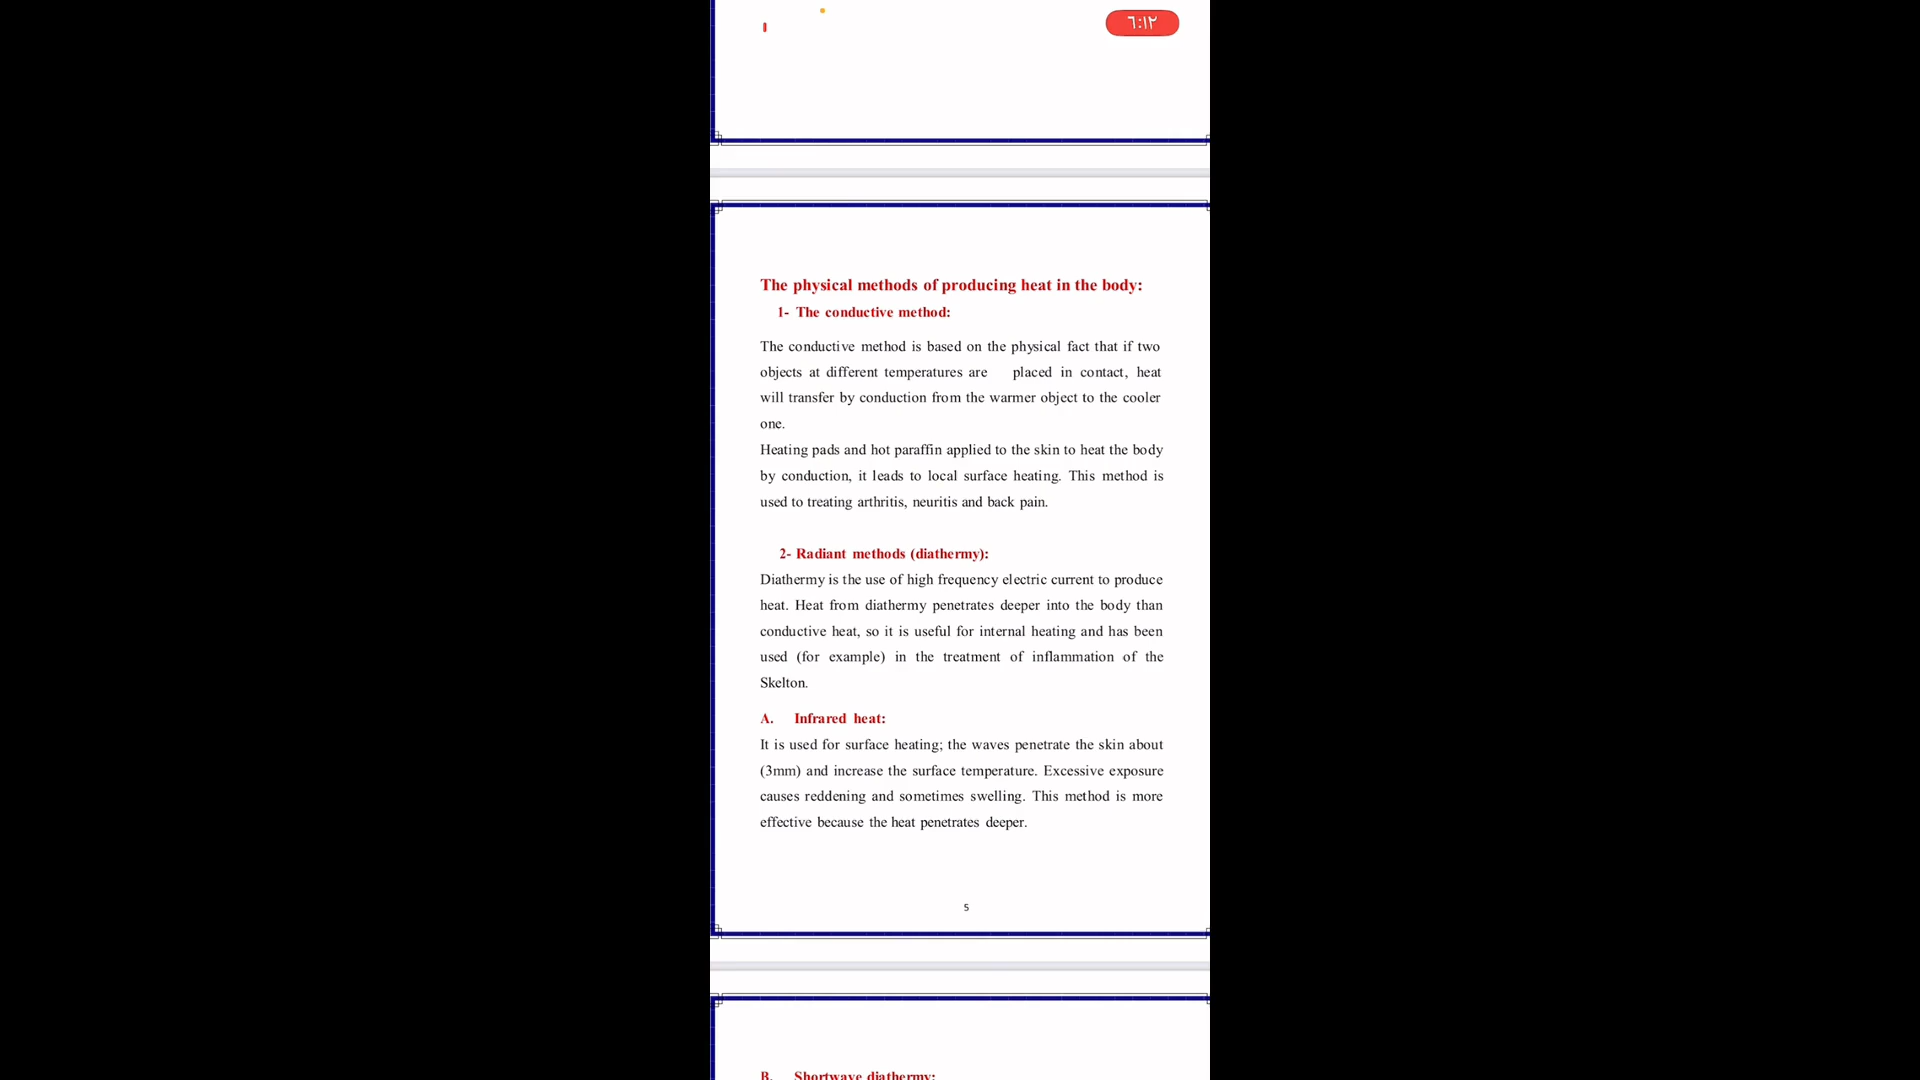 ٦:١٢
The physical methods of producing heat in the body:
1- The conductive method:
The conductive method is based on the physical fact that if two
objects at different temperatures are placed in contact, heat
will transfer by conduction from the warmer object to the cooler
one.
Heating pads and hot paraffin applied to the skin to heat the body
by conduction, it leads to local surface heating. This method is
used to treating arthritis, neuritis and back pain.
2- Radiant methods (diathermy):
Diathermy is the use of high frequency electric current to produce
heat. Heat from diathermy penetrates deeper into the body than
conductive heat, so it is useful for internal heating and has been
used (for example) in the treatment of inflammation of the
Skelton.
A. Infrared heat:
It is used for surface heating; the waves penetrate the skin about
(3mm) and increase the surface temperature. Excessive exposure
causes reddening and sometimes swelling. This method is more
effective because the heat penetrates deeper.
5
B. Shortwave diathermy: